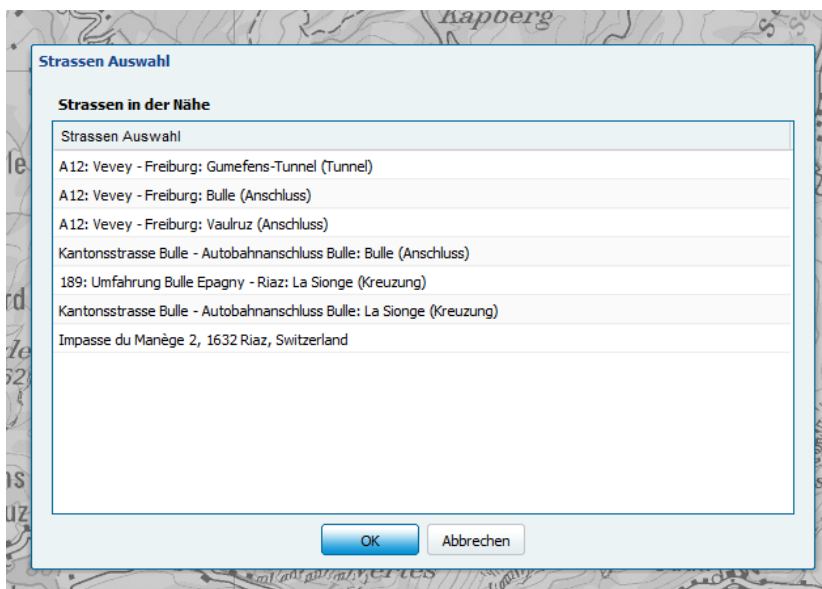 Kapberg
Strassen Auswahl
Strassen in der Nähe
Strassen Auswahl
A12: Vevey - Freiburg: Gumefens-Tunnel (Tunnel)
A12: Vevey - Freiburg: Bulle (Anschluss)
A12: Vevey - Freiburg: Vaulruz (Anschluss)
Kantonsstrasse Bulle - Autobahnanschluss Bulle: Bulle (Anschluss)
189: Umfahrung Bulle Epagny - Riaz: La Sionge (Kreuzung)
Kantonsstrasse Bulle - Autobahnanschluss Bulle: La Sionge (Kreuzung)
Impasse du Manège 2, 1632 Riaz, Switzerland
OK
Abbrechen